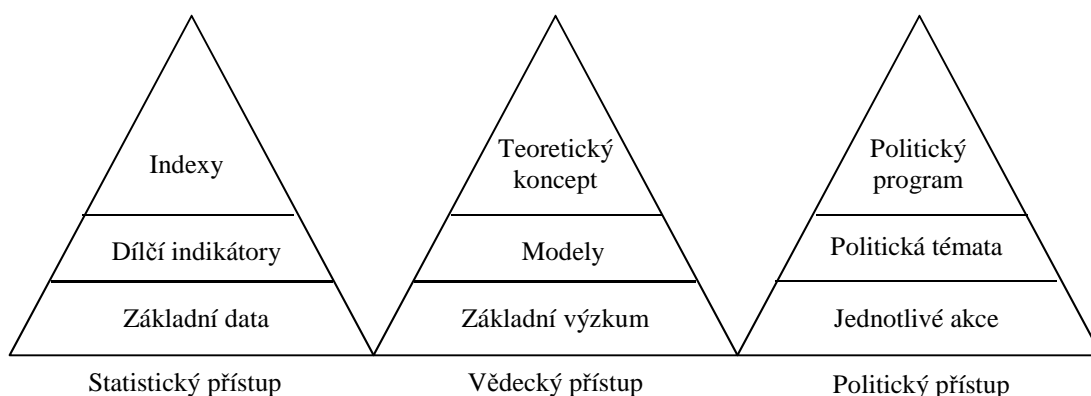 Indexy
Dílčí indikátory
Základní data
Statistický přístup
Teoretický
koncept
Modely
Základní výzkum
Vědecký přístup
Politický
program
Politická témata
Jednotlivé akce
Politický přístup